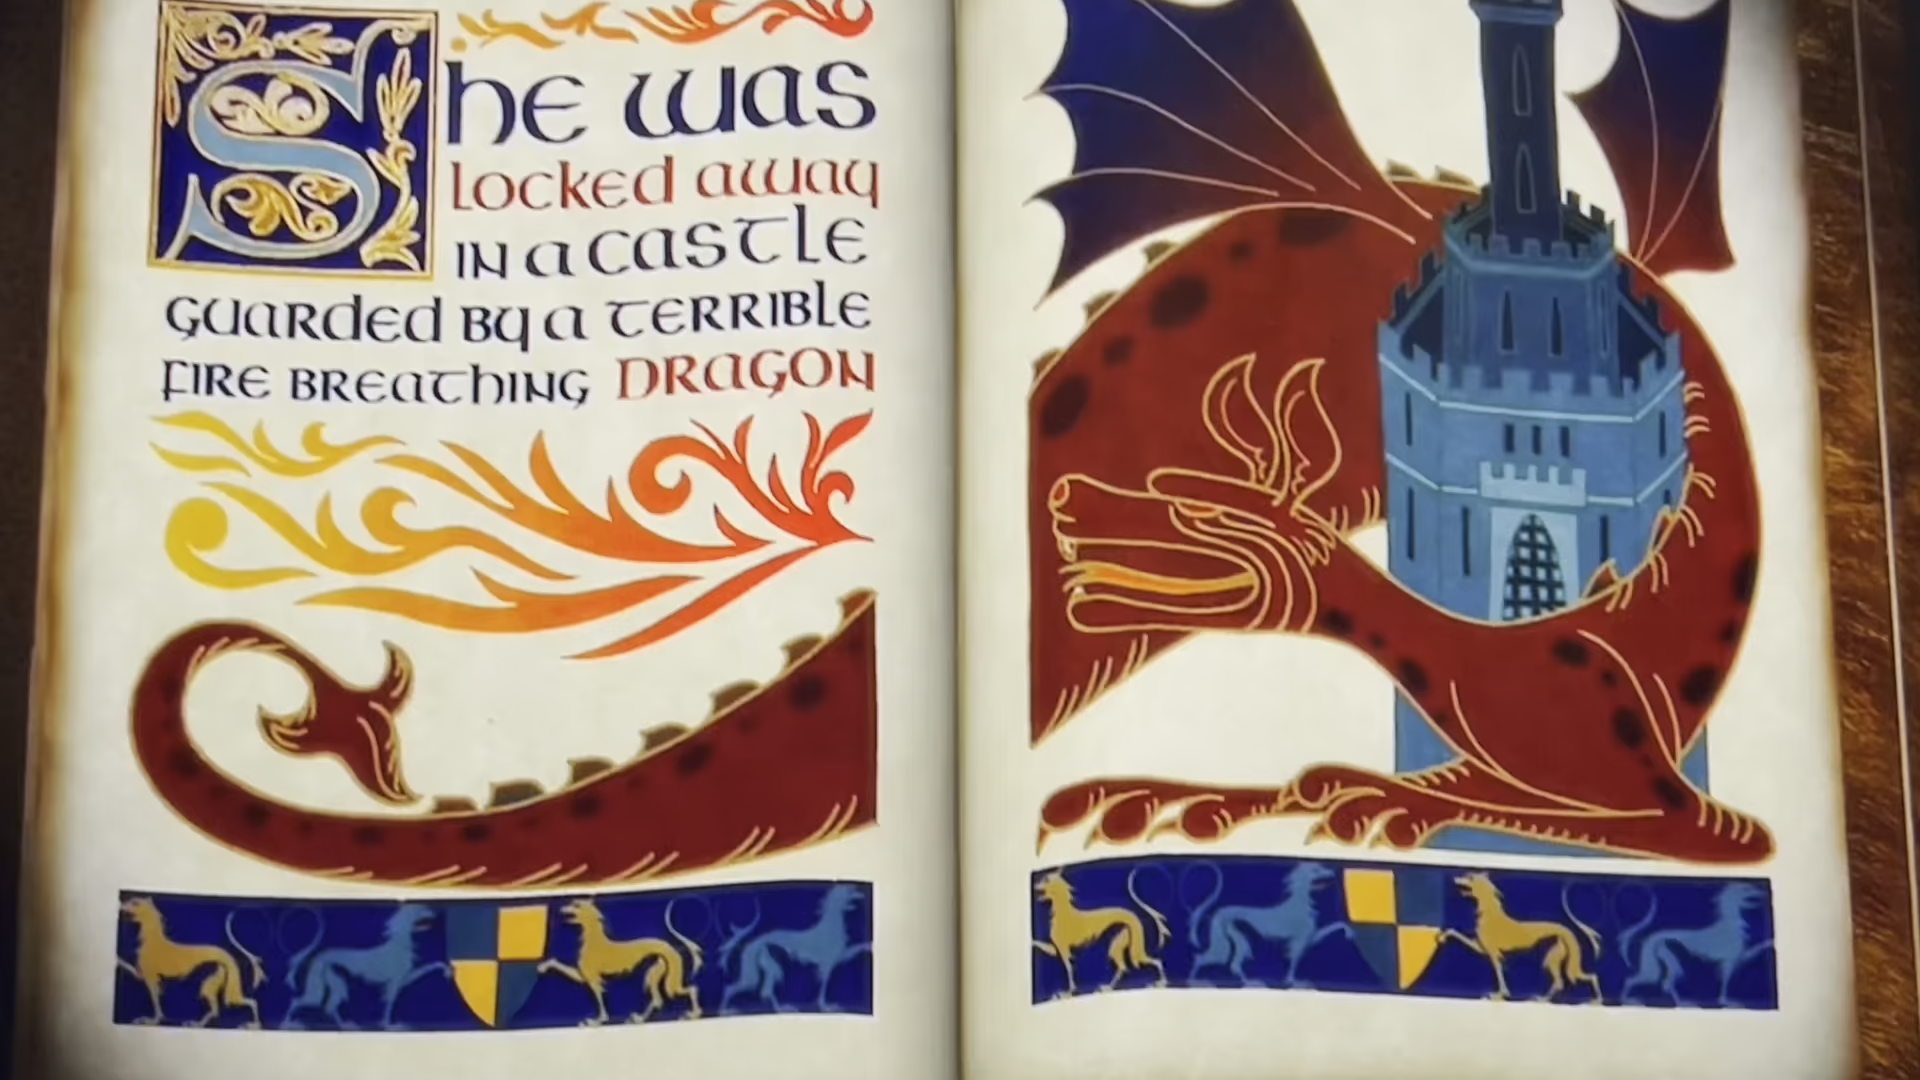 She was
Locked away
in a castle
guarded by a terrible
fire breathing DRAGON